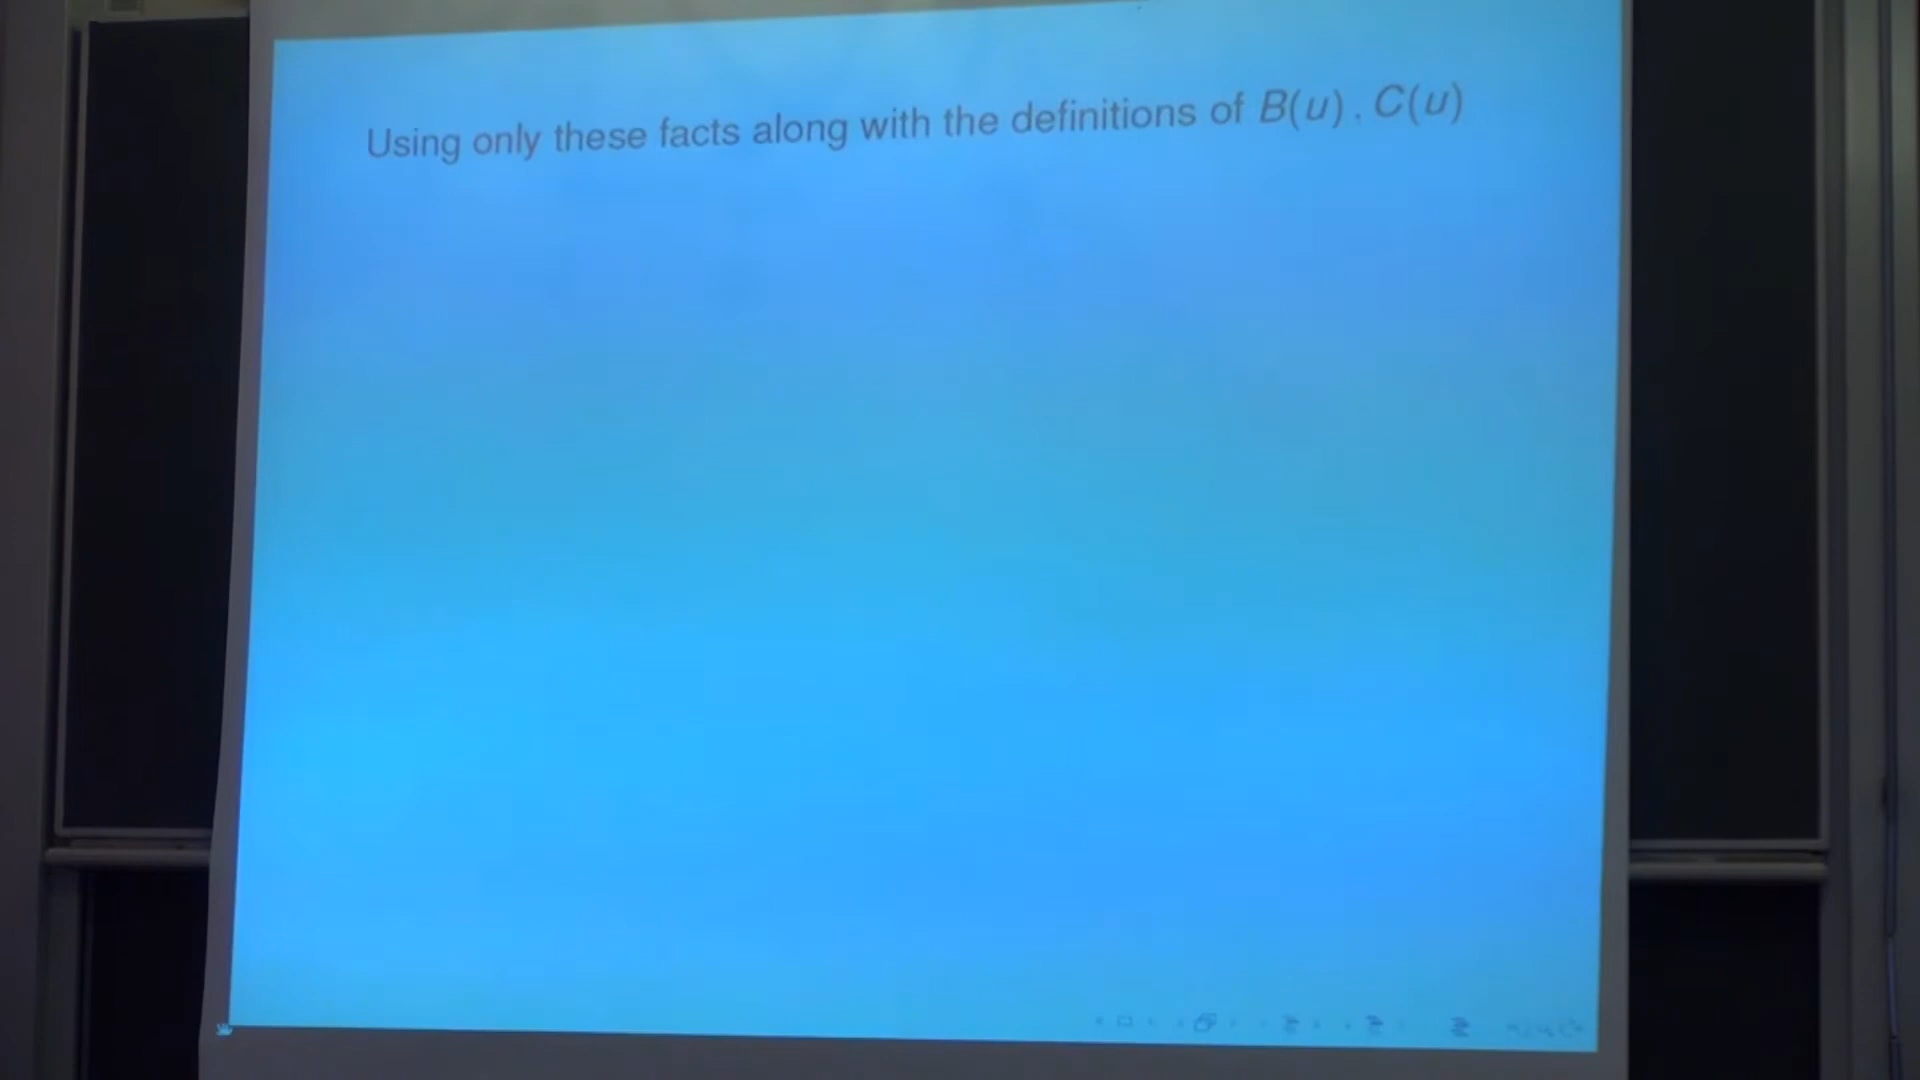 Using only these facts along with the definitions of B(u), C(u)